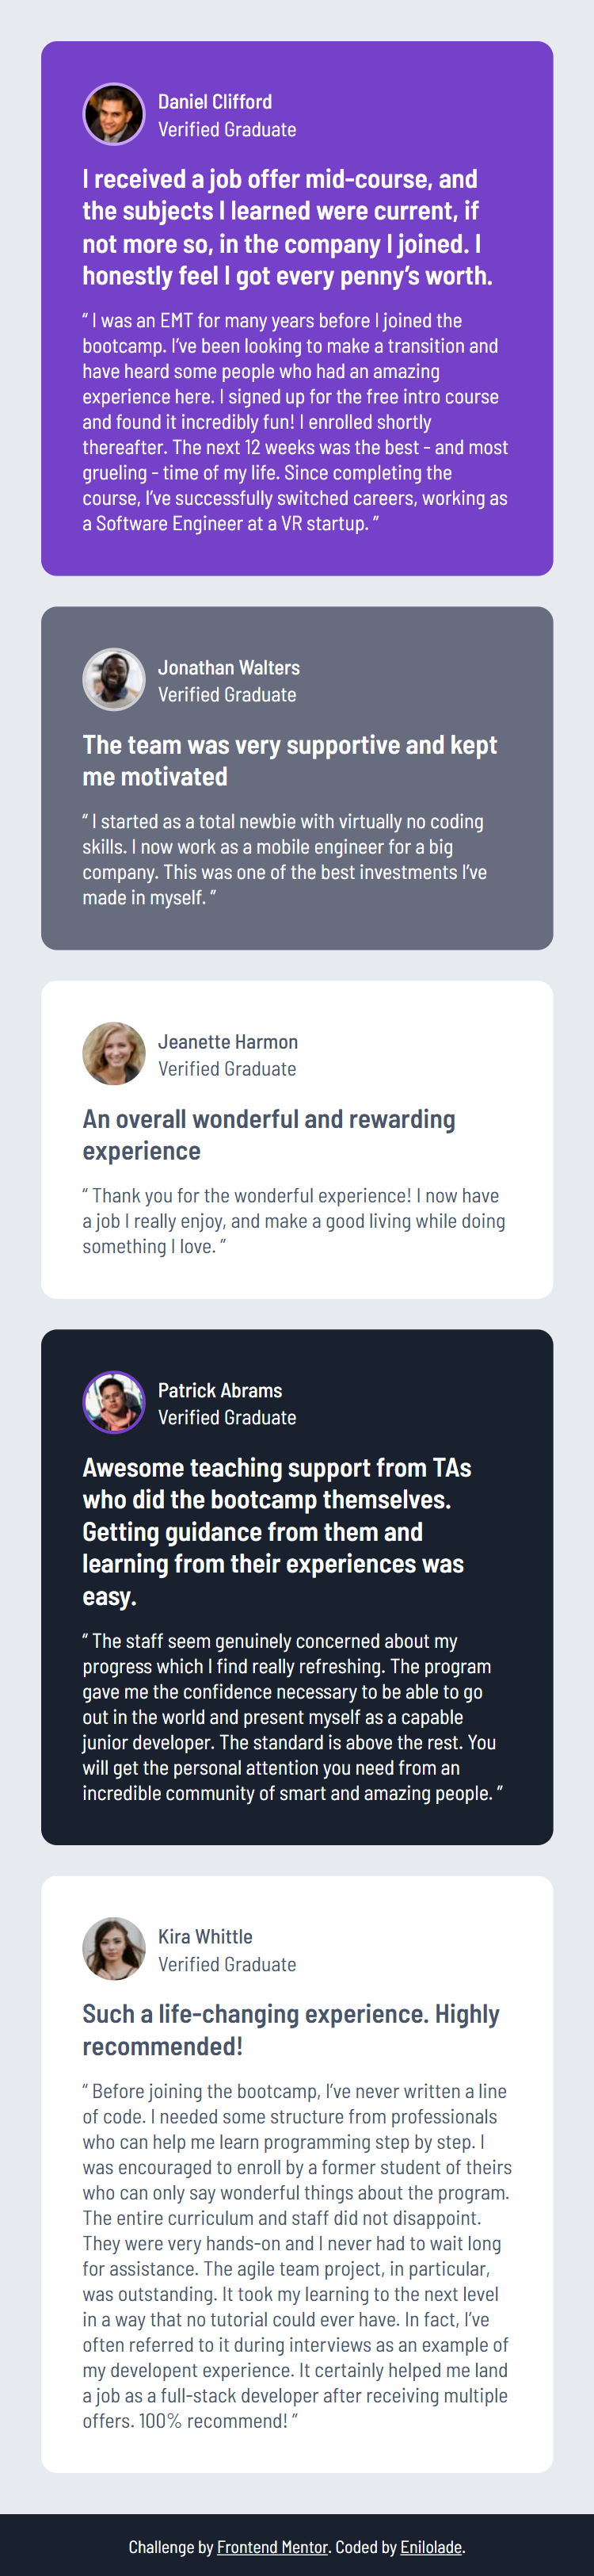 Daniel Clifford
Verified Graduate
I received a job offer mid-course, and
the subjects I learned were current, if
not more so, in the company I joined. I
honestly feel I got every penny’s worth.
“ I was an EMT for many years before I joined the
bootcamp. I’ve been looking to make a transition and
have heard some people who had an amazing
experience here. I signed up for the free intro course
and found it incredibly fun! I enrolled shortly
thereafter. The next 12 weeks was the best - and most
grueling - time of my life. Since completing the
course, I’ve successfully switched careers, working as
a Software Engineer at a VR startup. ”
Jonathan Walters
Verified Graduate
The team was very supportive and kept
me motivated
“ I started as a total newbie with virtually no coding
skills. I now work as a mobile engineer for a big
company. This was one of the best investments I’ve
made in myself. ”
Jeanette Harmon
Verified Graduate
An overall wonderful and rewarding
experience
“ Thank you for the wonderful experience! I now have
a job I really enjoy, and make a good living while doing
something I love. ”
Patrick Abrams
Verified Graduate
Awesome teaching support from TAs
who did the bootcamp themselves.
Getting guidance from them and
learning from their experiences was
easy.
“ The staff seem genuinely concerned about my
progress which I find really refreshing. The program
gave me the confidence necessary to be able to go
out in the world and present myself as a capable
junior developer. The standard is above the rest. You
will get the personal attention you need from an
incredible community of smart and amazing people. ”
Kira Whittle
Verified Graduate
Such a life-changing experience. Highly
recommended!
“ Before joining the bootcamp, I’ve never written a line
of code. I needed some structure from professionals
who can help me learn programming step by step. I
was encouraged to enroll by a former student of theirs
who can only say wonderful things about the program.
The entire curriculum and staff did not disappoint.
They were very hands-on and I never had to wait long
for assistance. The agile team project, in particular,
was outstanding. It took my learning to the next level
in a way that no tutorial could ever have. In fact, I’ve
often referred to it during interviews as an example of
my developent experience. It certainly helped me land
a job as a full-stack developer after receiving multiple
offers. 100% recommend! ”
Challenge by Frontend Mentor. Coded by Enilolade.